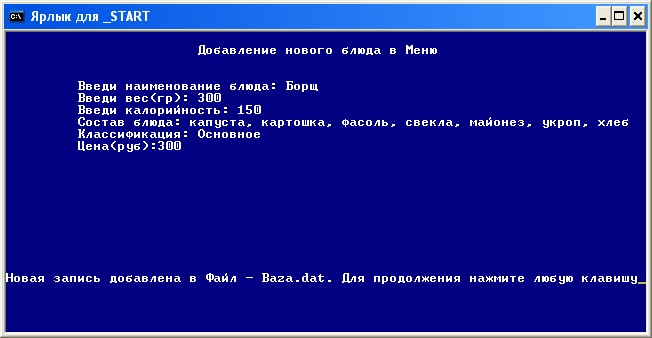 Ярлык для _START
Добавление нового блюда в Меню
Введи наименование блюда: Борщ
Введи вес(гр): 300
Введи калорийность: 150
Состав блюда: капуста, картошка, фасоль, свекла, майонез, укроп, хлеб
Классификация: Основное
Цена(руб):300
Новая запись добавлена в Файл - Baza.dat. Для продолжения нажмите любую клавишу_